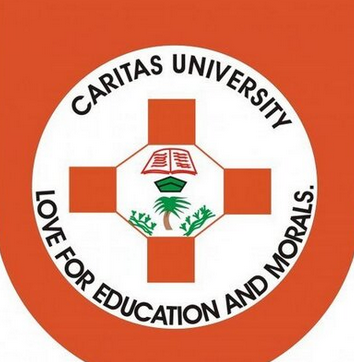 CARITAS UNIVERSITY
LOVE FOR EDUCATION AND MORALS.